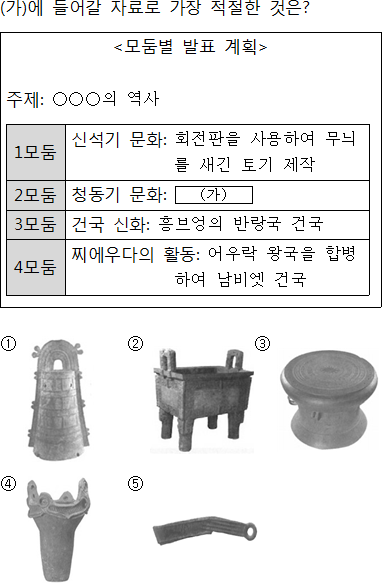 (가)에 들어갈 자료로 가장 적절한 것은?
<모둠별 발표 계획>
주제: ○○○의 역사
1모둠
신석기 문화: 회전판을 사용하여 무늬
를 새긴 토기 제작
2모둠
청동기 문화: (가)
3모둠
건국 신화: 흥브엉의 반랑국 건국
4모둠
찌에우다의 활동: 어우락 왕국을 합병
하여 남비엣 건국
① ② ③
④ ⑤